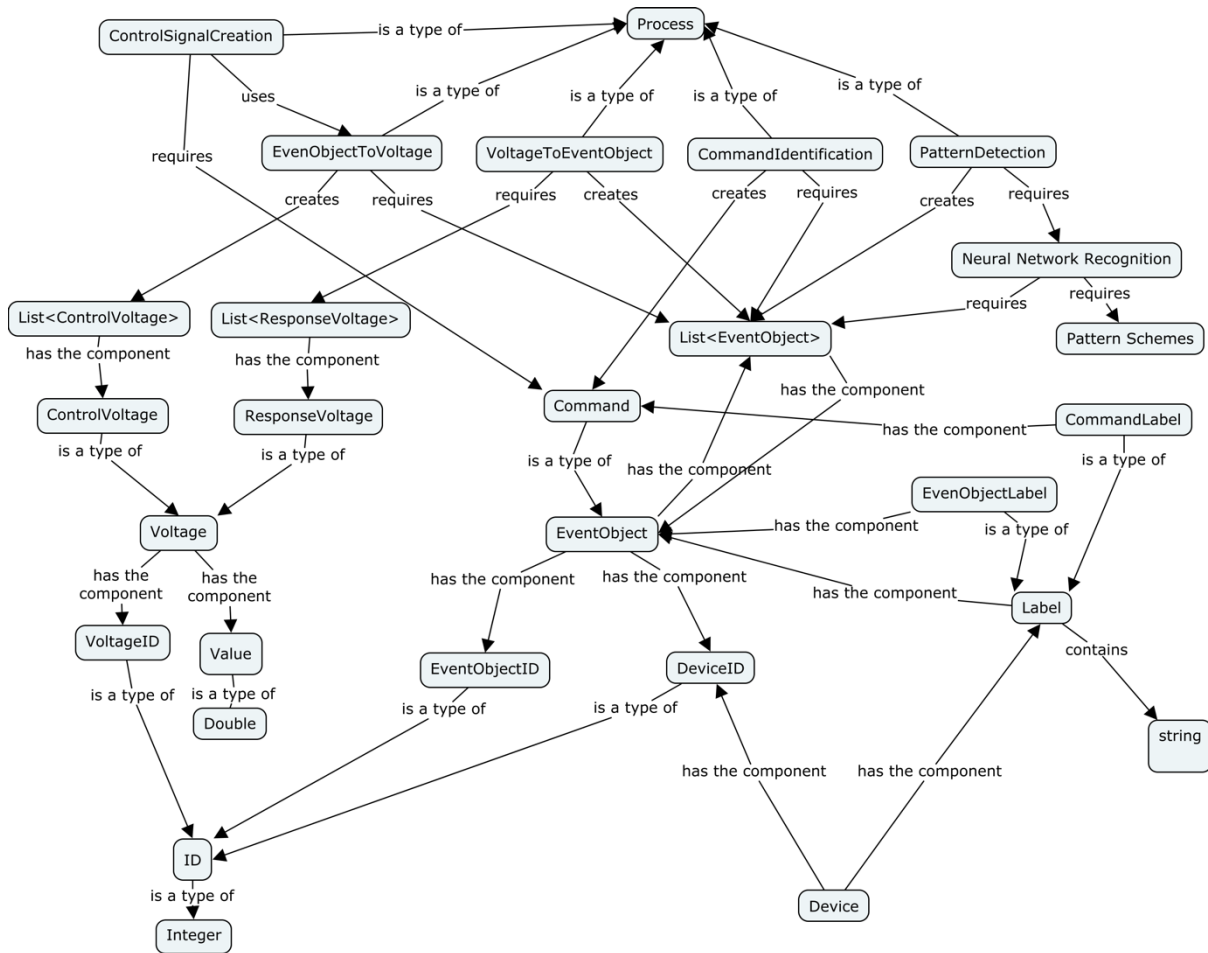 Process
ControlSignalCreation
is a type of
is a type of
uses
is a type of
is a type of
is a type of
requires
EvenObjectToVoltage
VoltageToEventObject
CommandIdentification
PatternDetection
creates
requires
requires
creates
creates
requires
creates
requires
Neural Network Recognition
requires
requires
List<ControlVoltage>
List<ResponseVoltage>
List<EventObject>
Pattern Schemes
has the component
has the component
has the component
ControlVoltage
ResponseVoltage
Command
CommandLabel
has the component
is a type of
is a type of
is a type of
is a type of
has the component
EvenObjectLabel
Voltage
EventObject
has the component
is a type of
has the
component
has the
component
has the component
has the component
has the component
Label
VoltageID
Value
EventObjectID
DeviceID
contains
is a type of
is a type of
is a type of
is a type of
Double
string
has the component
has the component
ID
is a type of
Device
Integer